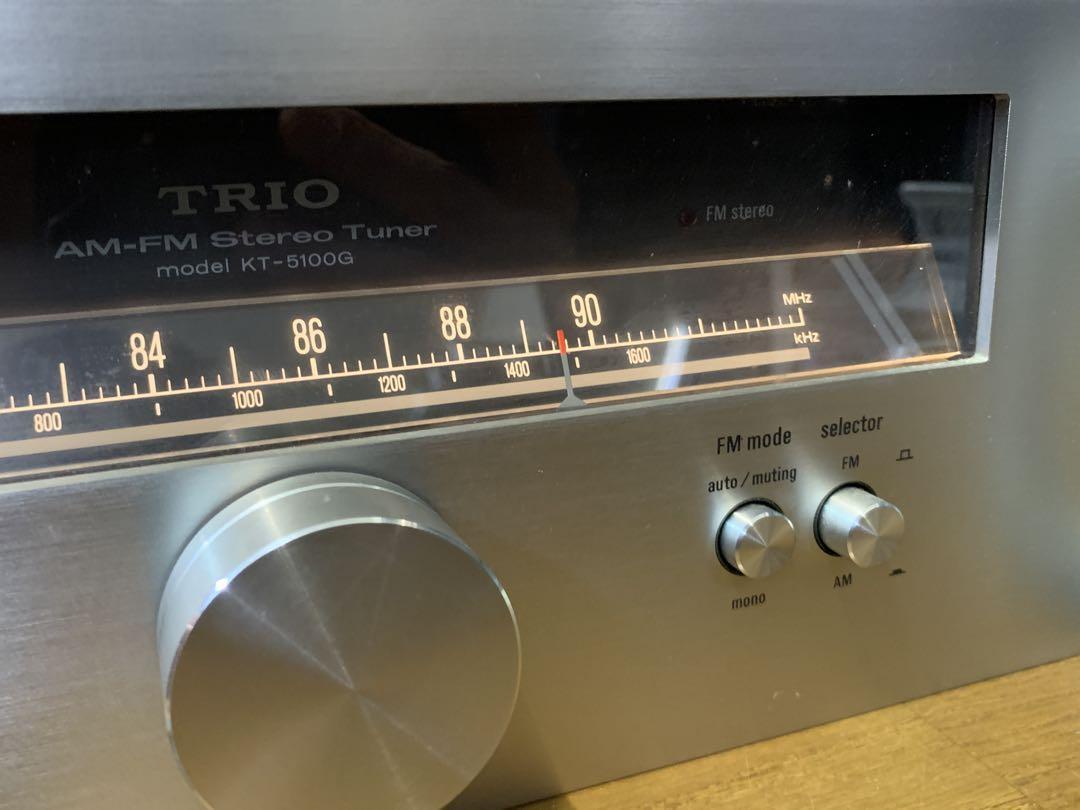 TRIO
AM-FM Stereo Tuner
model KT-5100G
FM stereo
84 86 88 90 MHz
800 1000 1200 1400 1600 kHz
FM mode
auto/muting
mono
selector
FM
AM